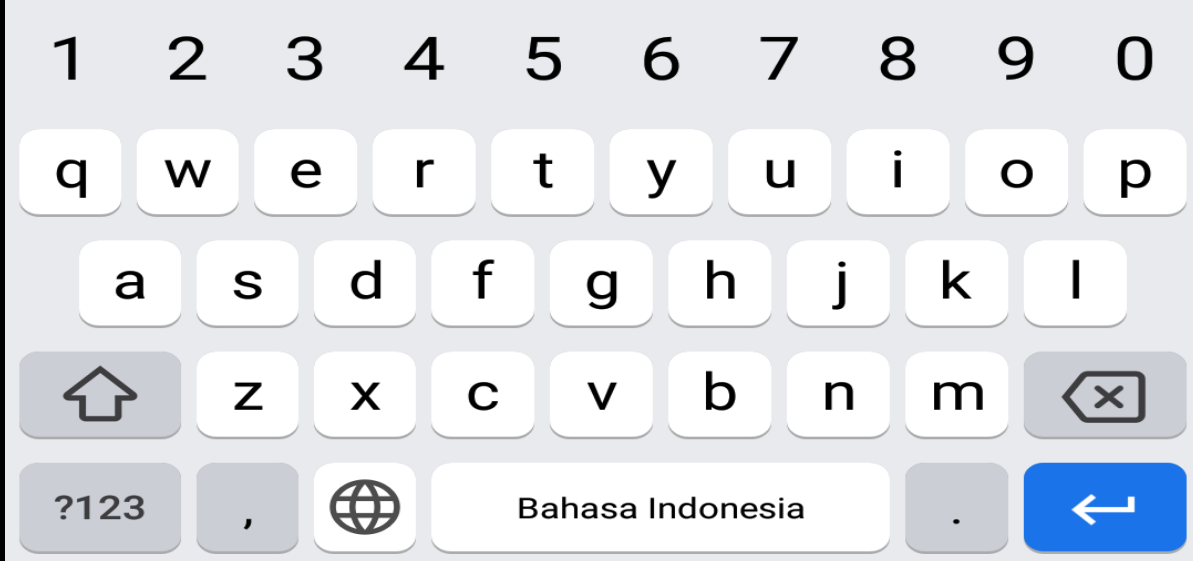 1 2 3 4 5 6 7 8 9 0
q w e r t y u i o p
a s d f g h j k l
z x c v b n m
?123 , Bahasa Indonesia .